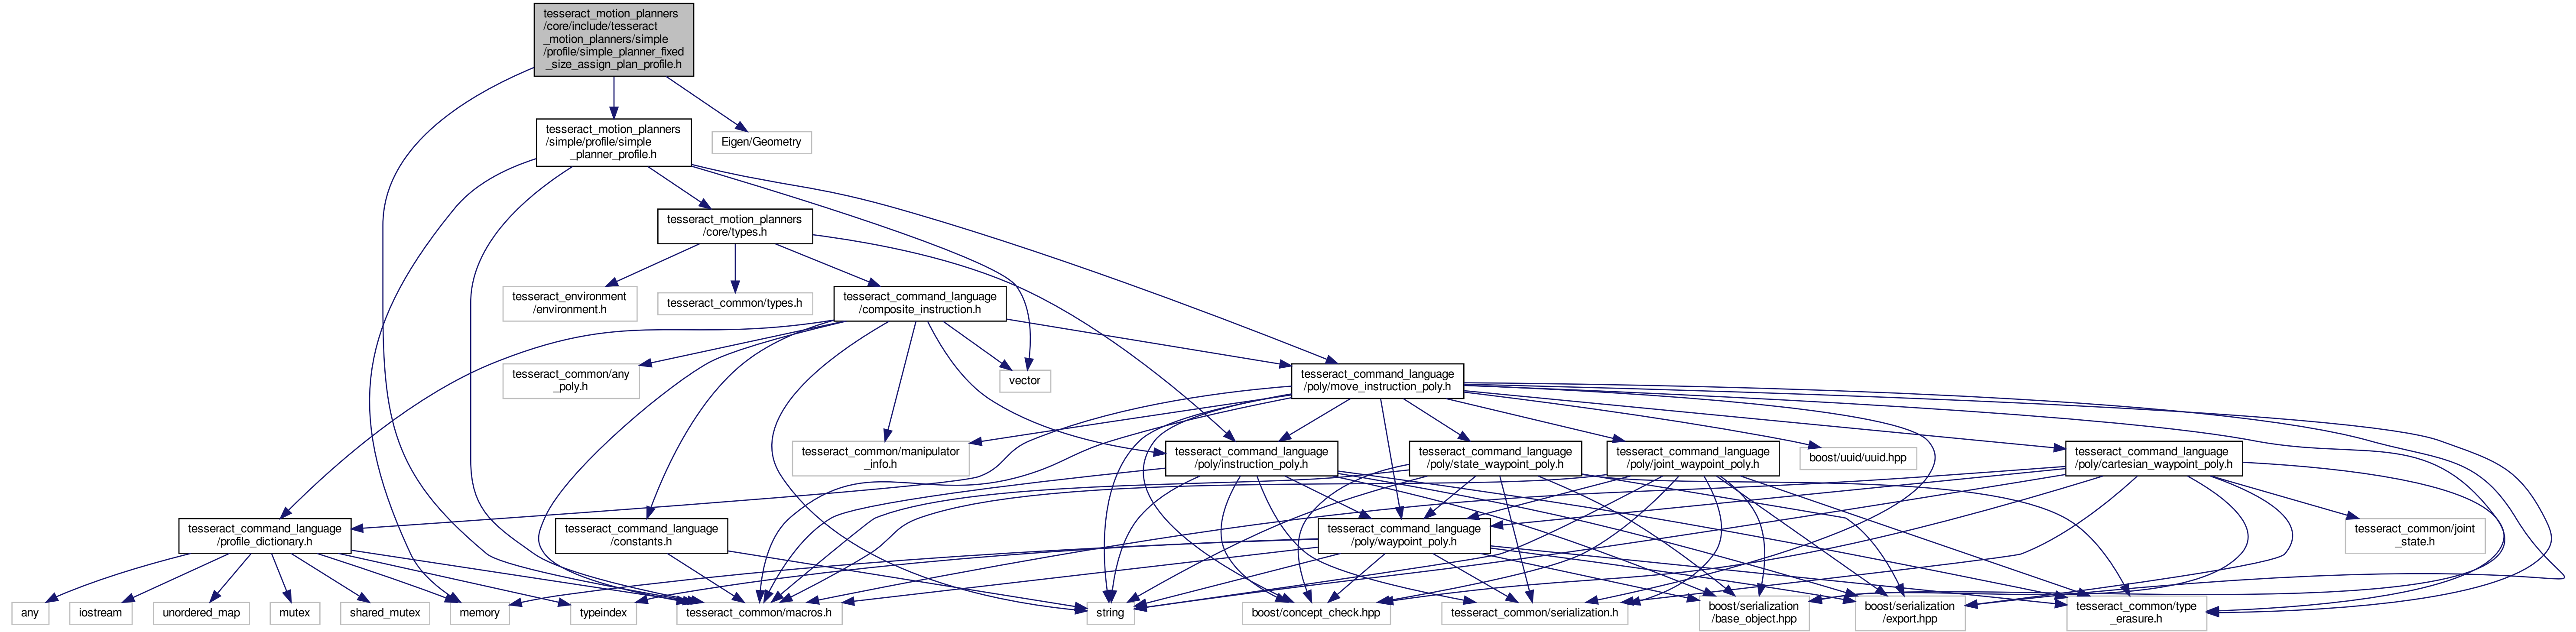 tesseract_motion_planners
/core/include/tesseract
_motion_planners/simple
/profile/simple_planner_fixed
_size_assign_plan_profile.h
tesseract_motion_planners
/simple/profile/simple
_planner_profile.h
Eigen/Geometry
tesseract_motion_planners
/core/types.h
tesseract_environment
/environment.h
tesseract_common/types.h
tesseract_command_language
/composite_instruction.h
tesseract_common/any
_poly.h
vector
tesseract_command_language
/poly/move_instruction_poly.h
tesseract_common/manipulator
_info.h
tesseract_command_language
/poly/instruction_poly.h
tesseract_command_language
/poly/state_waypoint_poly.h
tesseract_command_language
/poly/joint_waypoint_poly.h
boost/uuid/uuid.hpp
tesseract_command_language
/poly/cartesian_waypoint_poly.h
tesseract_command_language
/profile_dictionary.h
tesseract_command_language
/constants.h
tesseract_command_language
/poly/waypoint_poly.h
tesseract_common/joint
_state.h
any
iostream
unordered_map
mutex
shared_mutex
memory
typeindex
tesseract_common/macros.h
string
boost/concept_check.hpp
tesseract_common/serialization.h
boost/serialization
/base_object.hpp
boost/serialization
/export.hpp
tesseract_common/type
_erasure.h